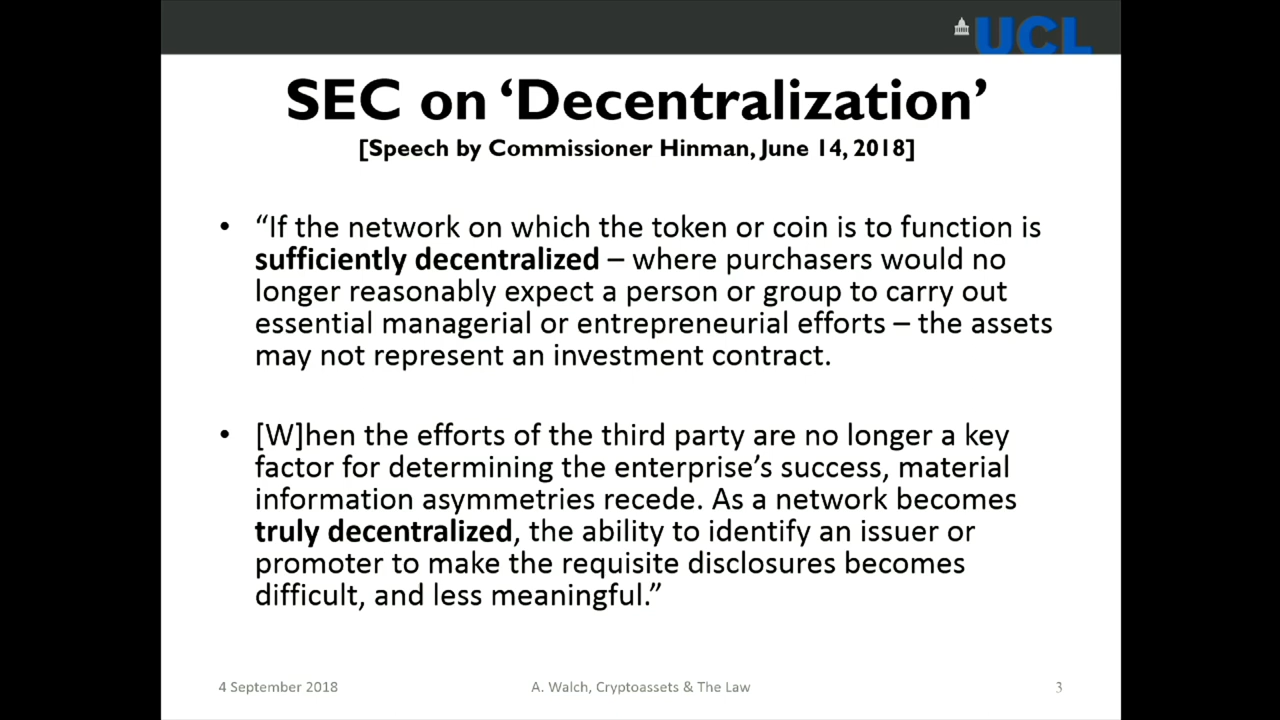 UCL
SEC on ‘Decentralization’
[Speech by Commissioner Hinman, June 14, 2018]
• “If the network on which the token or coin is to function is
sufficiently decentralized – where purchasers would no
longer reasonably expect a person or group to carry out
essential managerial or entrepreneurial efforts – the assets
may not represent an investment contract.
• [W]hen the efforts of the third party are no longer a key
factor for determining the enterprise’s success, material
information asymmetries recede. As a network becomes
truly decentralized, the ability to identify an issuer or
promoter to make the requisite disclosures becomes
difficult, and less meaningful.”
4 September 2018
A. Walch, Cryptoassets & The Law
3